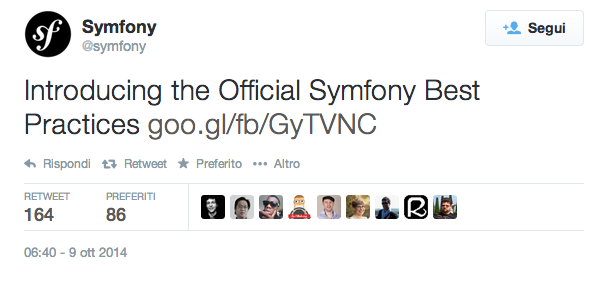 sf
Symfony
@symfony
Segui
Introducing the Official Symfony Best
Practices goo.gl/fb/GyTVNC
Rispondi Retweet Preferito Altro
RETWEET PREFERITI
164 86
R
06:40 - 9 ott 2014